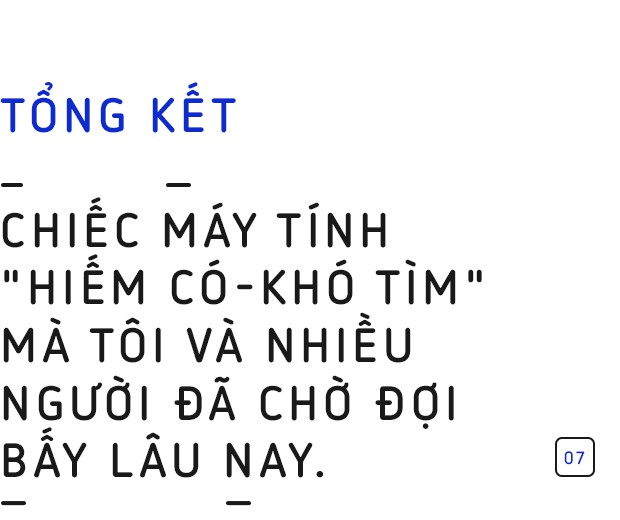 TỔNG KẾT
CHIẾC MÁY TÍNH
"HIẾM CÓ-KHÓ TÌM"
MÀ TÔI VÀ NHIỀU
NGƯỜI ĐÃ CHỜ ĐỢI
BẤY LÂU NAY.
07